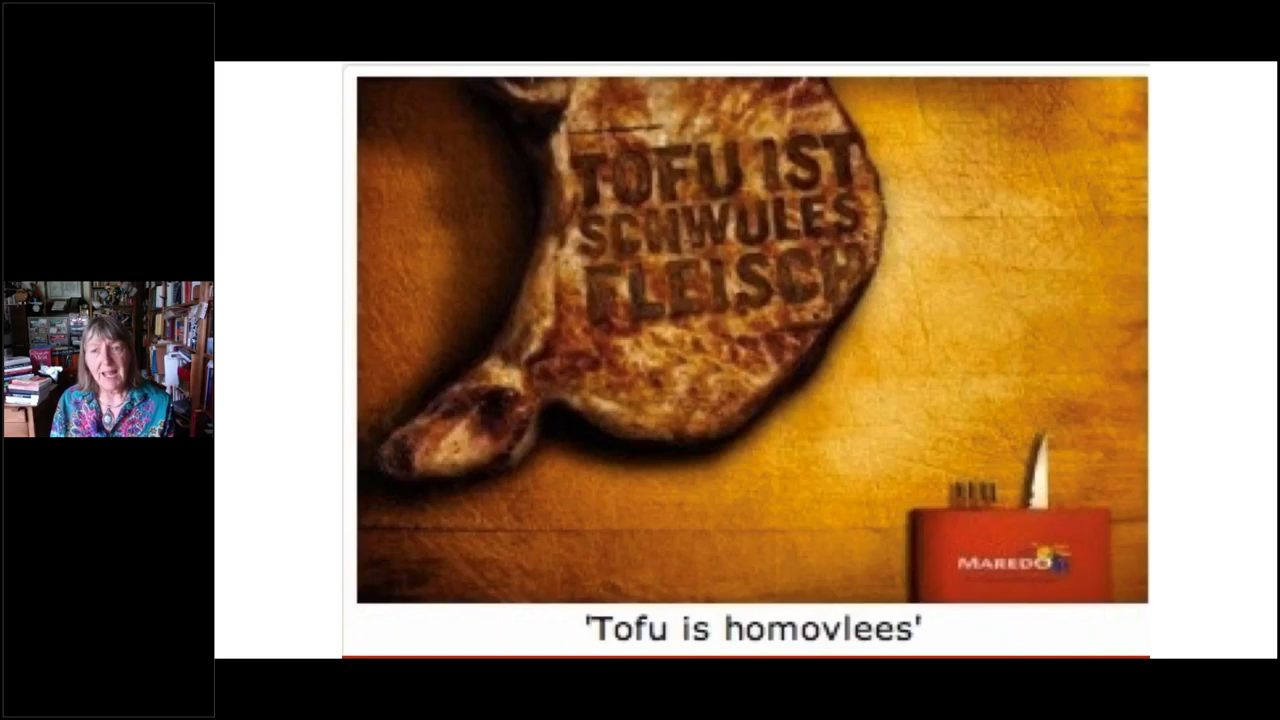 TOFU IST
SCHWULES
FLEISCH
MAREDO
'Tofu is homovlees'